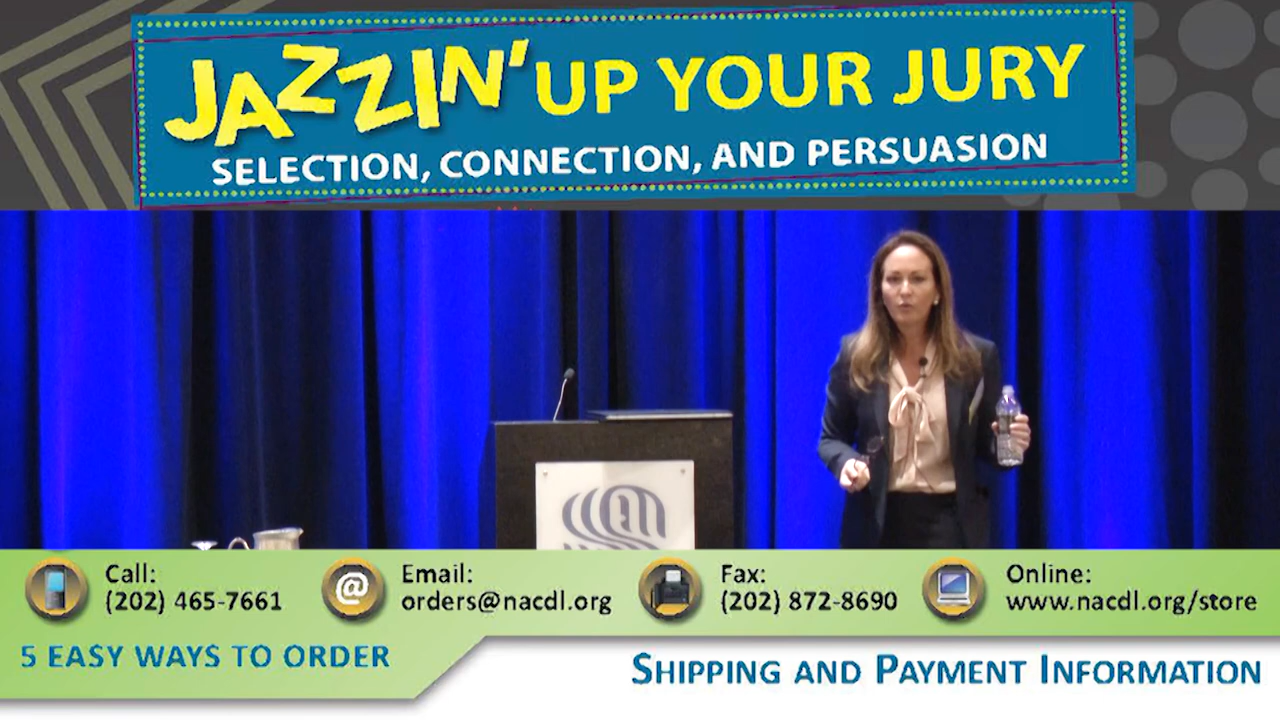 JAZZIN' UP YOUR JURY
SELECTION, CONNECTION, AND PERSUASION
Call:
(202) 465-7661
Email:
orders@nacdl.org
Fax:
(202) 872-8690
Online:
www.nacdl.org/store
5 EASY WAYS TO ORDER
SHIPPING AND PAYMENT INFORMATION